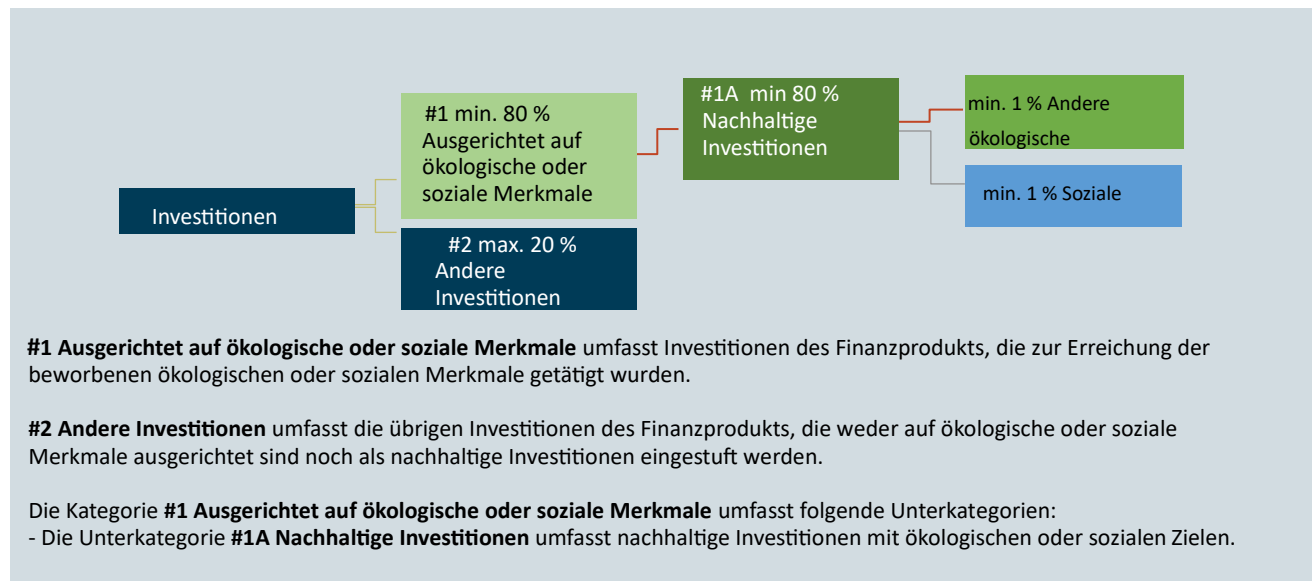 Investitionen
#1 min. 80 %
Ausgerichtet auf
ökologische oder
soziale Merkmale
#2 max. 20 %
Andere
Investitionen
#1A min 80 %
Nachhaltige
Investitionen
min. 1 % Andere
ökologische
min. 1 % Soziale
#1 Ausgerichtet auf ökologische oder soziale Merkmale umfasst Investitionen des Finanzprodukts, die zur Erreichung der
beworbenen ökologischen oder sozialen Merkmale getätigt wurden.
#2 Andere Investitionen umfasst die übrigen Investitionen des Finanzprodukts, die weder auf ökologische oder soziale
Merkmale ausgerichtet sind noch als nachhaltige Investitionen eingestuft werden.
Die Kategorie #1 Ausgerichtet auf ökologische oder soziale Merkmale umfasst folgende Unterkategorien:
- Die Unterkategorie #1A Nachhaltige Investitionen umfasst nachhaltige Investitionen mit ökologischen oder sozialen Zielen.